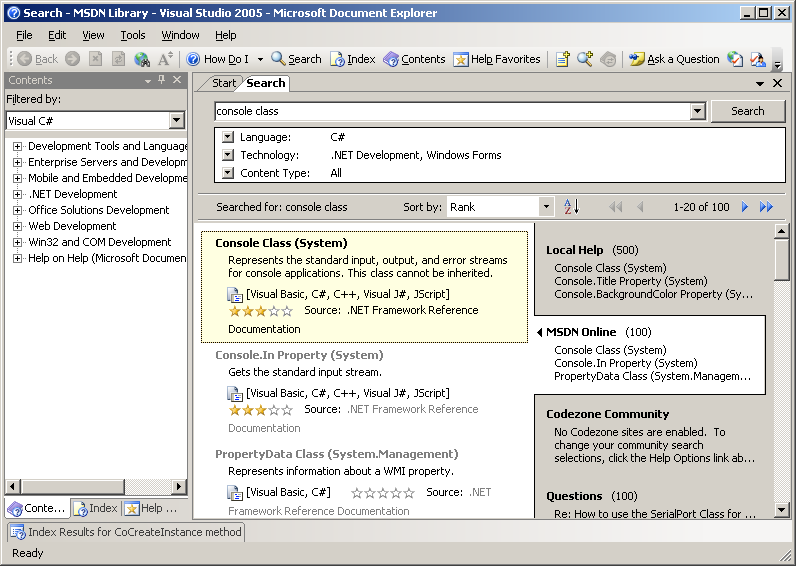 Search - MSDN Library - Visual Studio 2005 - Microsoft Document Explorer
File Edit View Tools Window Help
Back How Do I Search Index Contents Help Favorites Ask a Question
Contents
Filtered by:
Visual C#
Development Tools and Language
Enterprise Servers and Developm
Mobile and Embedded Developme
.NET Development
Office Solutions Development
Web Development
Win32 and COM Development
Help on Help (Microsoft Documen
Conte... Index Help ...
Start Search
console class Search
Language: C#
Technology: .NET Development, Windows Forms
Content Type: All
Searched for: console class Sort by: Rank 1-20 of 100
Console Class (System)
Represents the standard input, output, and error streams
for console applications. This class cannot be inherited.
[Visual Basic, C#, C++, Visual J#, JScript]
Source: .NET Framework Reference
Documentation
Console.In Property (System)
Gets the standard input stream.
[Visual Basic, C#, C++, Visual J#, JScript]
Source: .NET Framework Reference
Documentation
PropertyData Class (System.Management)
Represents information about a WMI property.
[Visual Basic, C#] Source: .NET
Framework Reference Documentation
Local Help (500)
Console Class (System)
Console.Title Property (System)
Console.BackgroundColor Property (Sy...
MSDN Online (100)
Console Class (System)
Console.In Property (System)
PropertyData Class (System.Managem...
Codezone Community
No Codezone sites are enabled. To
change your community search
selections, click the Help Options link ab...
Questions (100)
Re: How to use the SerialPort Class for ...
Index Results for CoCreateInstance method
Ready